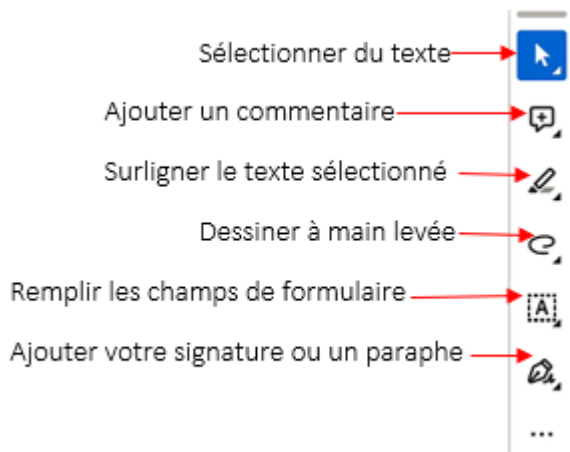 Sélectionner du texte
Ajouter un commentaire
Surligner le texte sélectionné
Dessiner à main levée
Remplir les champs de formulaire
A
Ajouter votre signature ou un paraphe